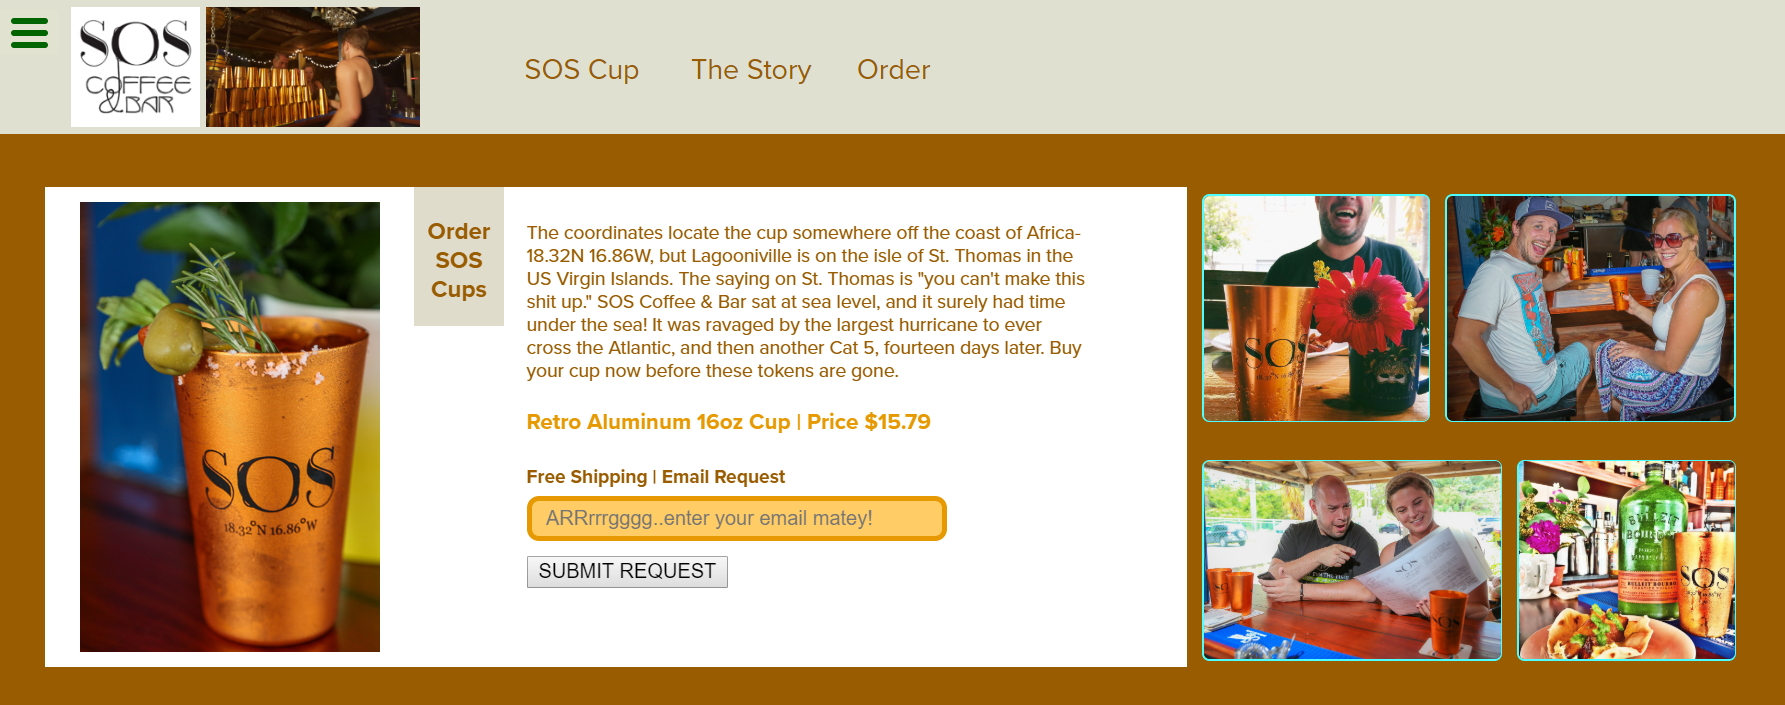 SOS
COFFEE
&BAR
SOS Cup
The Story
Order
SOS
18.32°N 16.86°W
Order
SOS
Cups
The coordinates locate the cup somewhere off the coast of Africa-
18.32N 16.86W, but Lagooniville is on the isle of St. Thomas in the
US Virgin Islands. The saying on St. Thomas is "you can't make this
shit up." SOS Coffee & Bar sat at sea level, and it surely had time
under the sea! It was ravaged by the largest hurricane to ever
cross the Atlantic, and then another Cat 5, fourteen days later. Buy
your cup now before these tokens are gone.
Retro Aluminum 16oz Cup | Price $15.79
Free Shipping | Email Request
ARRrrrgggg..enter your email matey!
SUBMIT REQUEST
SOS
SOS
BULLEIT
BOURBON
BULLEIT BOURBON
SOS